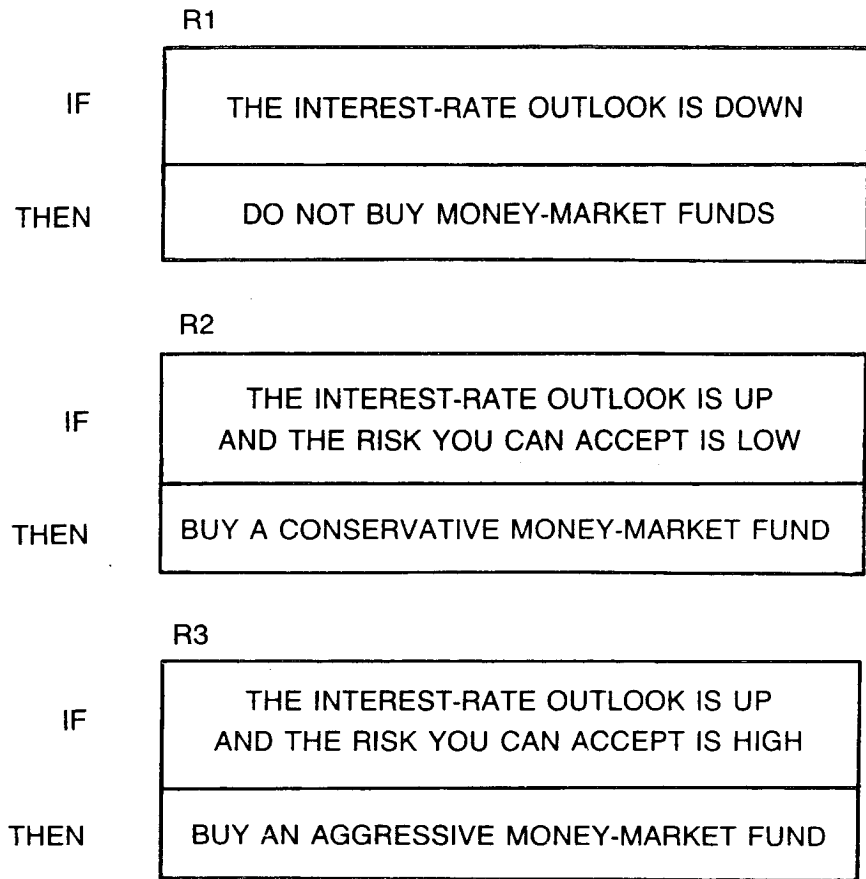 R1
IF THE INTEREST-RATE OUTLOOK IS DOWN
THEN DO NOT BUY MONEY-MARKET FUNDS
R2
IF
THE INTEREST-RATE OUTLOOK IS UP
AND THE RISK YOU CAN ACCEPT IS LOW
THEN BUY A CONSERVATIVE MONEY-MARKET FUND
R3
IF
THE INTEREST-RATE OUTLOOK IS UP
AND THE RISK YOU CAN ACCEPT IS HIGH
THEN BUY AN AGGRESSIVE MONEY-MARKET FUND